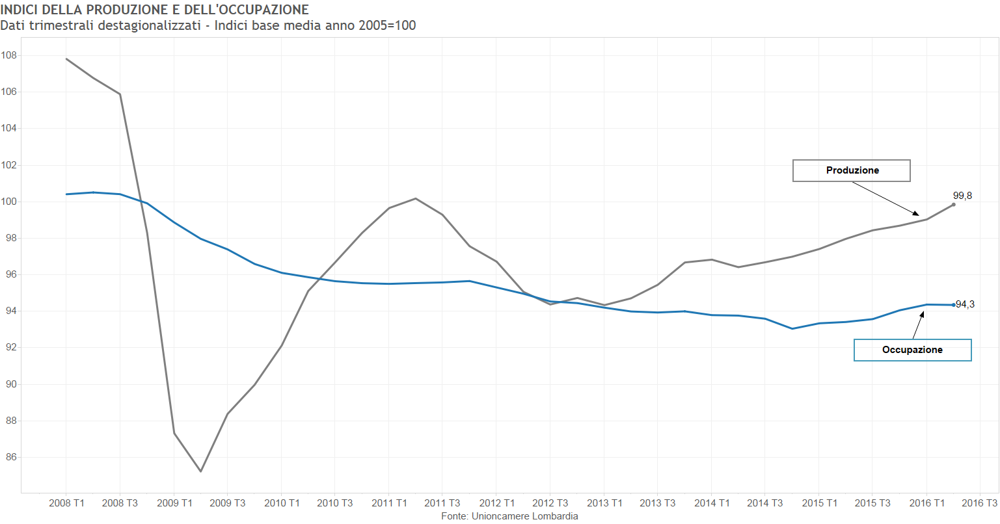 INDICI DELLA PRODUZIONE E DELL'OCCUPAZIONE
Dati trimestrali destagionalizzati - Indici base media anno 2005=100
108
106
104
102
100
98
96
94
92
90
88
86
Produzione
99,8
94,3
Occupazione
2008 T1 2008 T3 2009 T1 2009 T3 2010 T1 2010 T3 2011 T1 2011 T3 2012 T1 2012 T3 2013 T1 2013 T3 2014 T1 2014 T3 2015 T1 2015 T3 2016 T1 2016 T3
Fonte: Unioncamere Lombardia